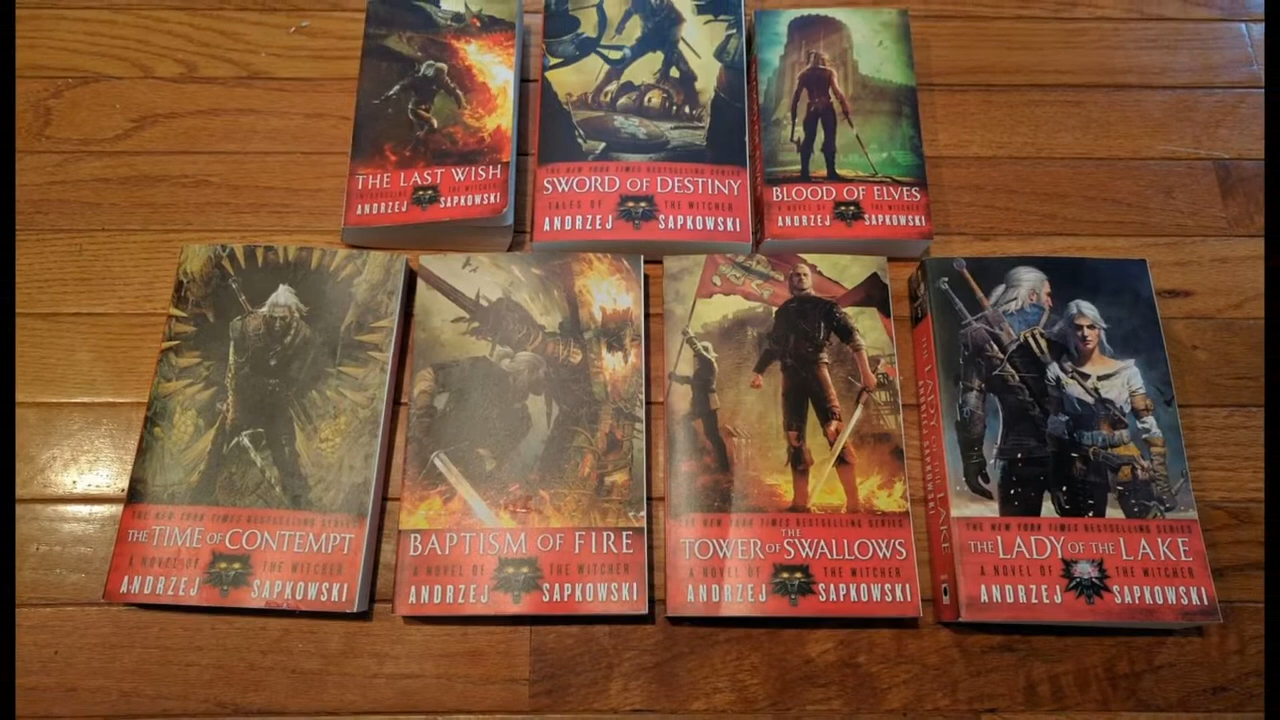 THE LAST WISH
INTRODUCING THE WITCHER
ANDRZEJ SAPKOWSKI
THE NEW YORK TIMES BESTSELLING SERIES
SWORD OF DESTINY
TALES OF THE WITCHER
ANDRZEJ SAPKOWSKI
BLOOD OF ELVES
A NOVEL OF THE WITCHER
ANDRZEJ SAPKOWSKI
THE NEW YORK TIMES BESTSELLING SERIES
THE TIME OF CONTEMPT
A NOVEL OF THE WITCHER
ANDRZEJ SAPKOWSKI
BAPTISM OF FIRE
A NOVEL OF THE WITCHER
ANDRZEJ SAPKOWSKI
THE NEW YORK TIMES BESTSELLING SERIES
THE
TOWER OF SWALLOWS
A NOVEL OF THE WITCHER
ANDRZEJ SAPKOWSKI
THE LADY OF THE LAKE
ANDRZEJ SAPKOWSKI
THE NEW YORK TIMES BESTSELLING SERIES
THE LADY OF THE LAKE
A NOVEL OF THE WITCHER
ANDRZEJ SAPKOWSKI